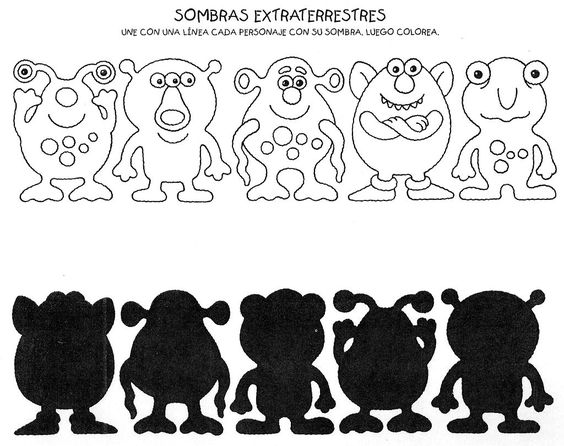 SOMBRAS EXTRATERRESTRES
UNE CON UNA LÍNEA CADA PERSONAJE CON SU SOMBRA, LUEGO COLOREA.